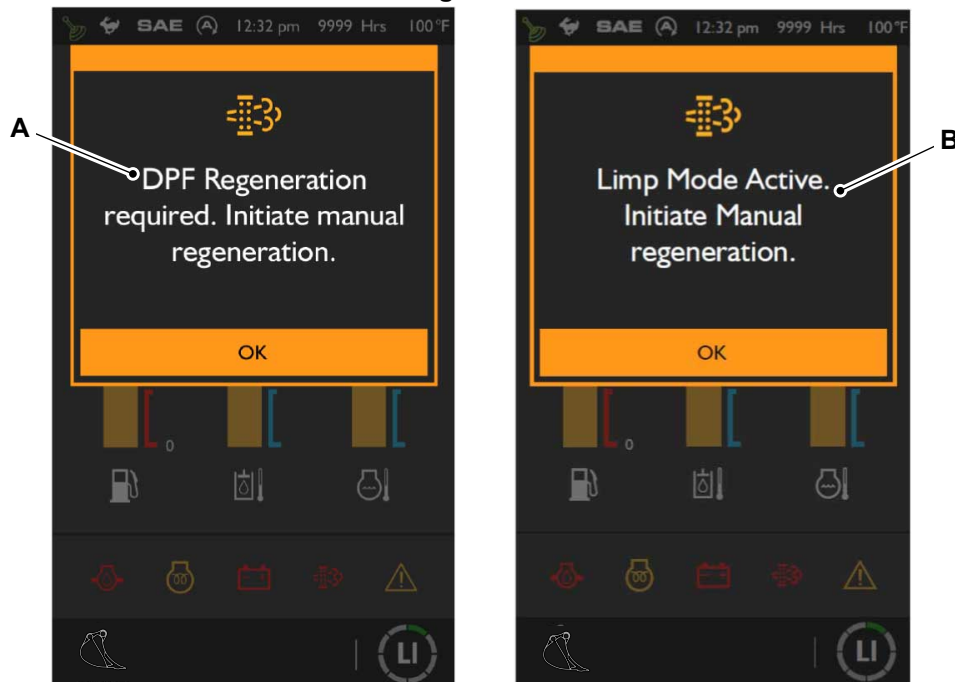 SAE (A) 12:32 pm 9999 Hrs 100°F
A
DPF Regeneration
required. Initiate manual
regeneration.
OK
0
LI
SAE (A) 12:32 pm 9999 Hrs 100°F
B
Limp Mode Active.
Initiate Manual
regeneration.
OK
0
LI